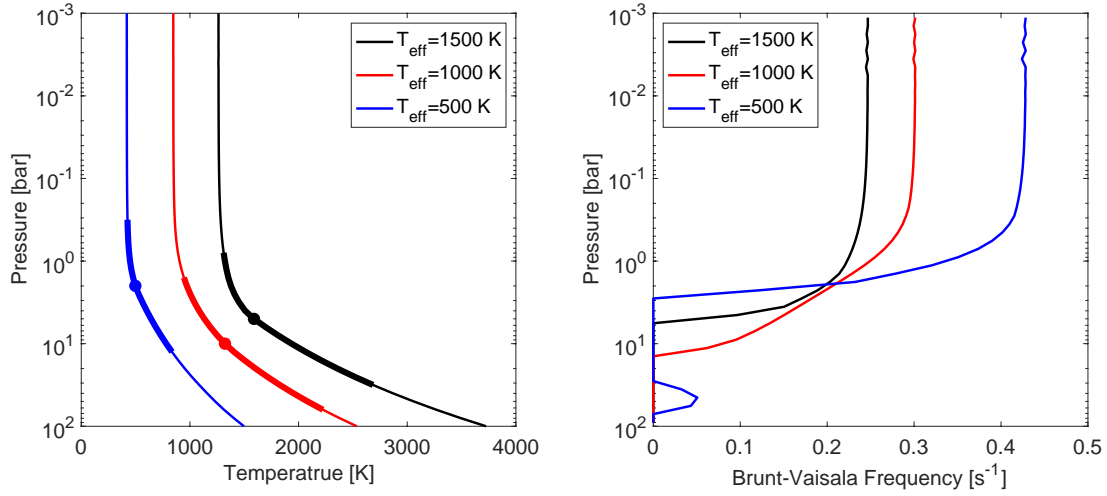 10^-3
10^-2
10^-1
10^0
10^1
10^2
Pressure [bar]
0 1000 2000 3000 4000
Temperatrue [K]
T_eff=1500 K
T_eff=1000 K
T_eff=500 K
10^-3
10^-2
10^-1
10^0
10^1
10^2
Pressure [bar]
0 0.1 0.2 0.3 0.4 0.5
Brunt-Vaisala Frequency [s^-1]
T_eff=1500 K
T_eff=1000 K
T_eff=500 K